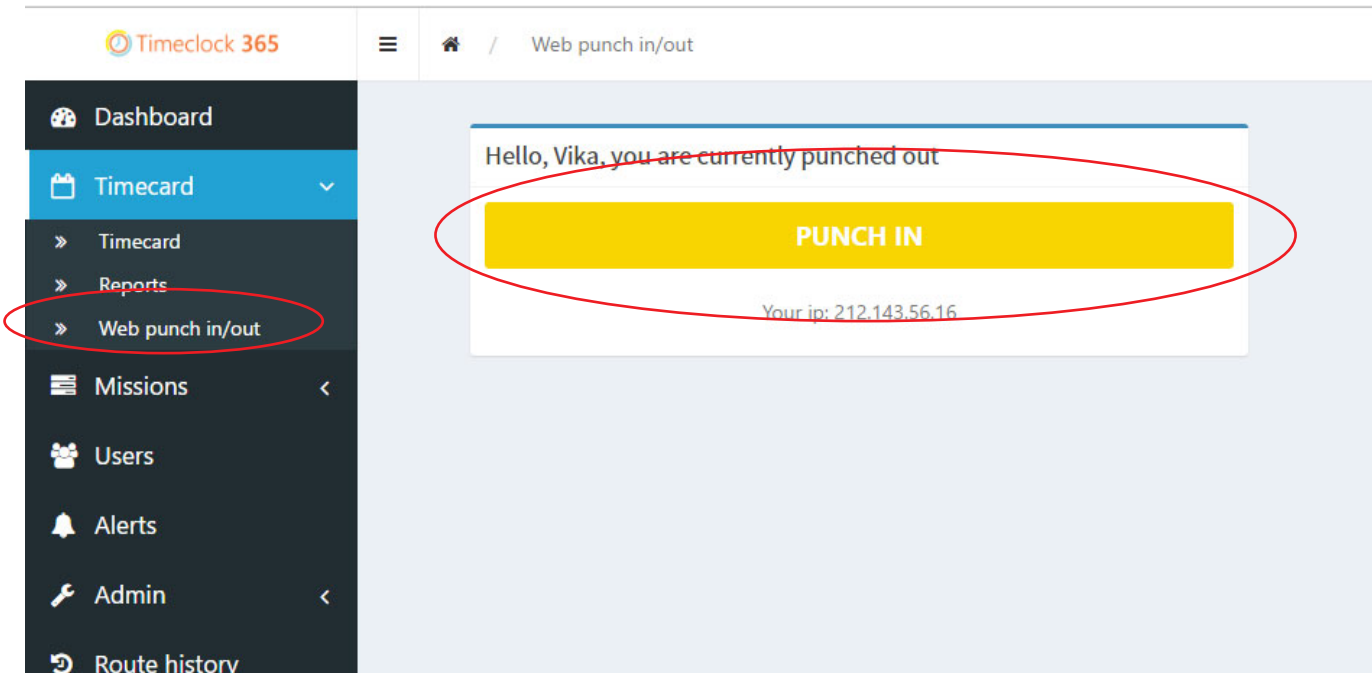 Timeclock 365
/ Web punch in/out
Dashboard
Timecard
Timecard
Reports
Web punch in/out
Missions
Users
Alerts
Admin
Route history
Hello, Vika, you are currently punched out
PUNCH IN
Your ip: 212.143.56.16